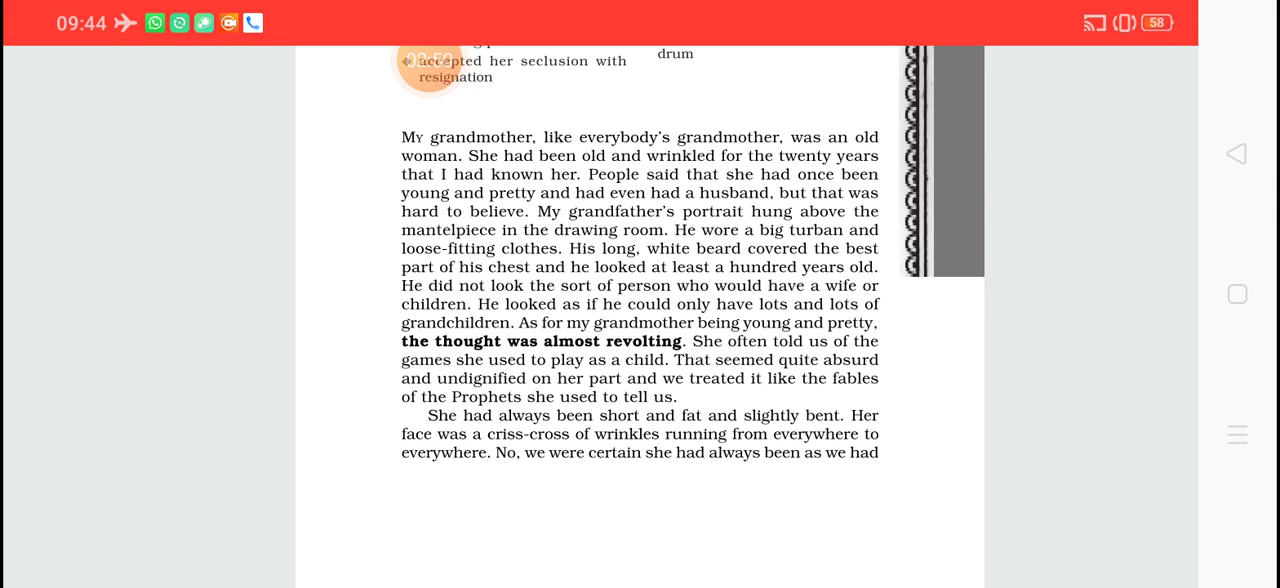 09:44
58
drum
02:50
accepted her seclusion with
resignation
MY grandmother, like everybody's grandmother, was an old
woman. She had been old and wrinkled for the twenty years
that I had known her. People said that she had once been
young and pretty and had even had a husband, but that was
hard to believe. My grandfather's portrait hung above the
mantelpiece in the drawing room. He wore a big turban and
loose-fitting clothes. His long, white beard covered the best
part of his chest and he looked at least a hundred years old.
He did not look the sort of person who would have a wife or
children. He looked as if he could only have lots and lots of
grandchildren. As for my grandmother being young and pretty,
the thought was almost revolting. She often told us of the
games she used to play as a child. That seemed quite absurd
and undignified on her part and we treated it like the fables
of the Prophets she used to tell us.
She had always been short and fat and slightly bent. Her
face was a criss-cross of wrinkles running from everywhere to
everywhere. No, we were certain she had always been as we had